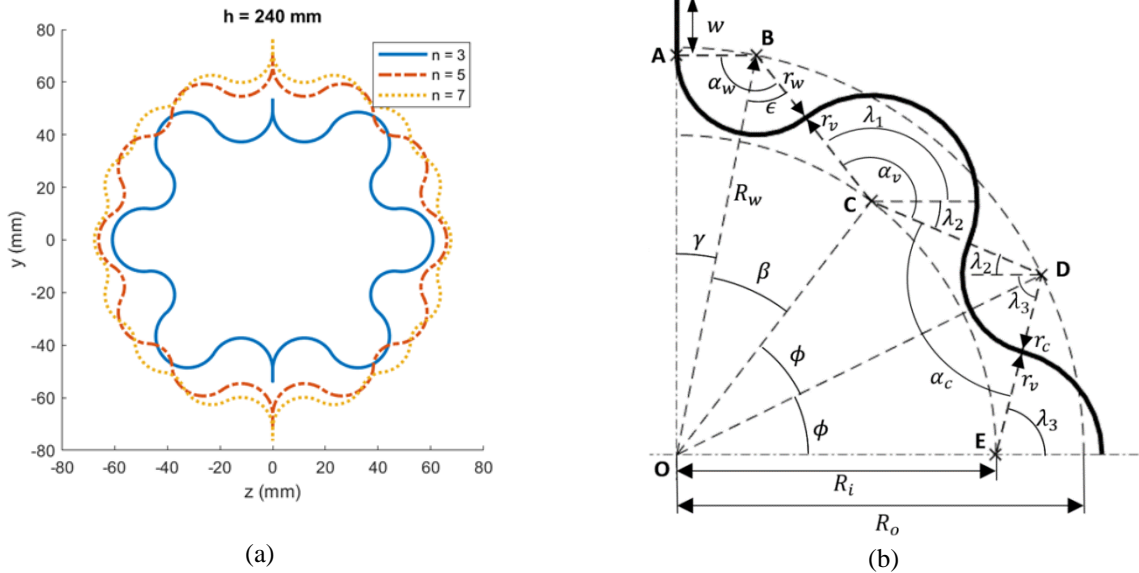 h = 240 mm
n = 3
n = 5
n = 7
80
60
40
20
0
-20
-40
-60
-80
y (mm)
-80 -60 -40 -20 0 20 40 60 80
z (mm)
(a)
w
B
A
α_w
r_w
ϵ
r_v
λ_1
α_v
R_w
C
λ_2
γ
β
λ_2
D
λ_3
r_c
ϕ
α_c
r_v
ϕ
λ_3
O
E
R_i
R_o
(b)